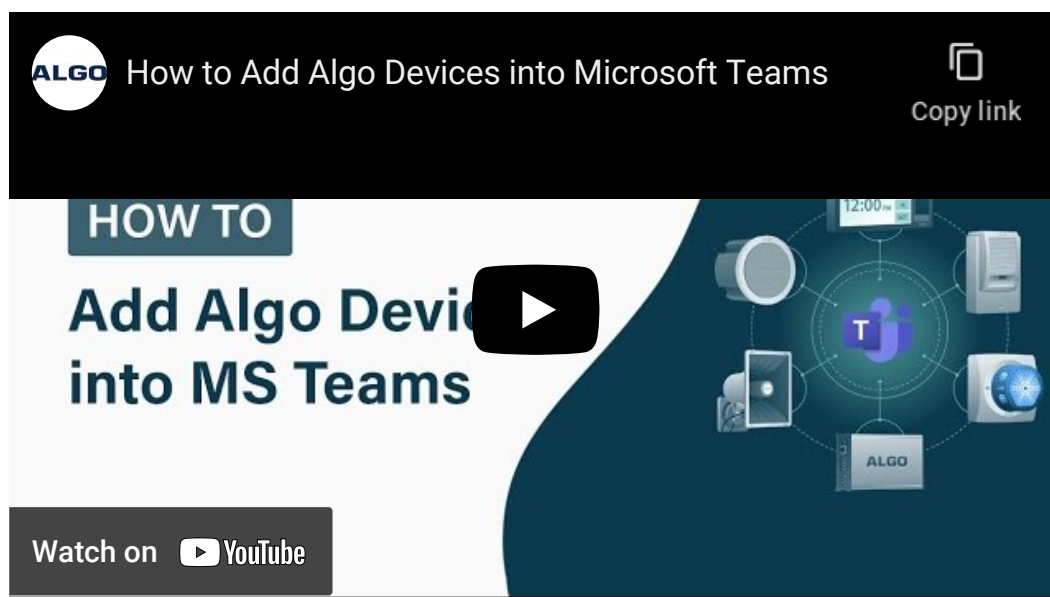 ALGO
How to Add Algo Devices into Microsoft Teams
Copy link
HOW TO
12:00 PM
Add Algo Devic
into MS Teams
T
ALGO
Watch on YouTube